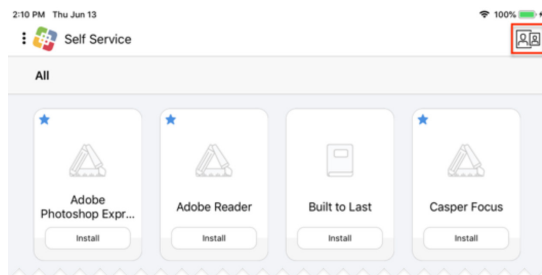 2:10 PM Thu Jun 13
100%
Self Service
All
Adobe
Photoshop Expr...
Install
Adobe Reader
Install
Built to Last
Install
Casper Focus
Install